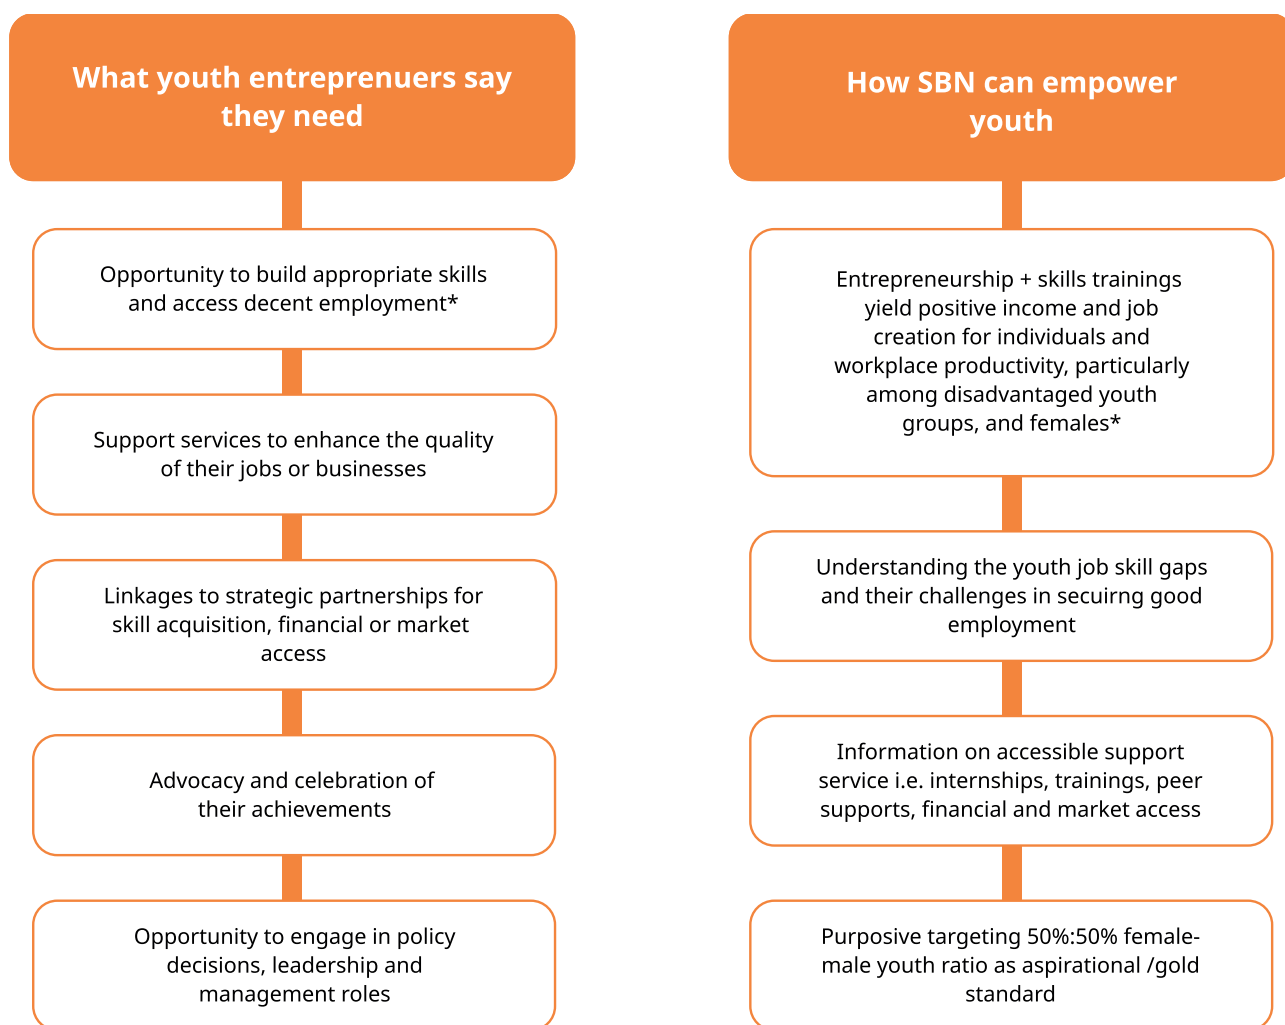 What youth entreprenuers say
they need
Opportunity to build appropriate skills
and access decent employment*
Support services to enhance the quality
of their jobs or businesses
Linkages to strategic partnerships for
skill acquisition, financial or market
access
Advocacy and celebration of
their achievements
Opportunity to engage in policy
decisions, leadership and
management roles
How SBN can empower
youth
Entrepreneurship + skills trainings
yield positive income and job
creation for individuals and
workplace productivity, particularly
among disadvantaged youth
groups, and females*
Understanding the youth job skill gaps
and their challenges in secuirng good
employment
Information on accessible support
service i.e. internships, trainings, peer
supports, financial and market access
Purposive targeting 50%:50% female-
male youth ratio as aspirational /gold
standard